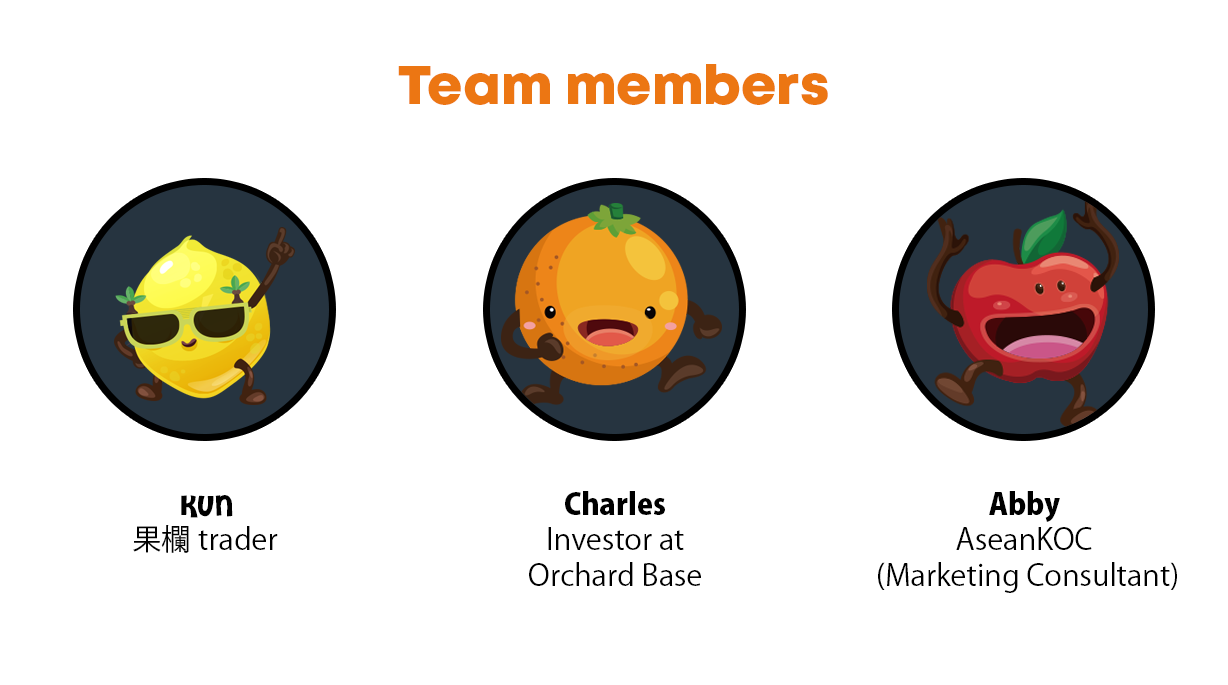 Team members
Kun
果欄 trader
Charles
Investor at
Orchard Base
Abby
AseanKOC
(Marketing Consultant)